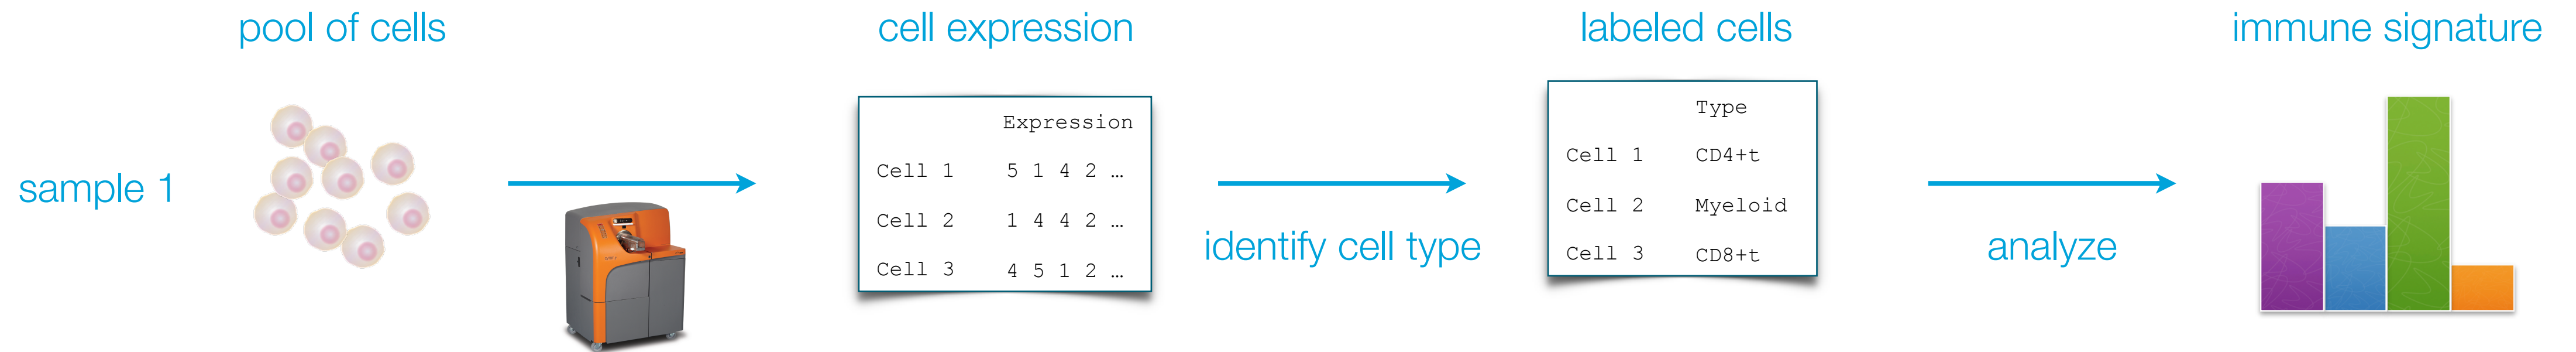 pool of cells
cell expression
labeled cells
immune signature
sample 1
Expression
Cell 1 5 1 4 2 …
Cell 2 1 4 4 2 …
Cell 3 4 5 1 2 …
identify cell type
Type
Cell 1 CD4+t
Cell 2 Myeloid
Cell 3 CD8+t
analyze